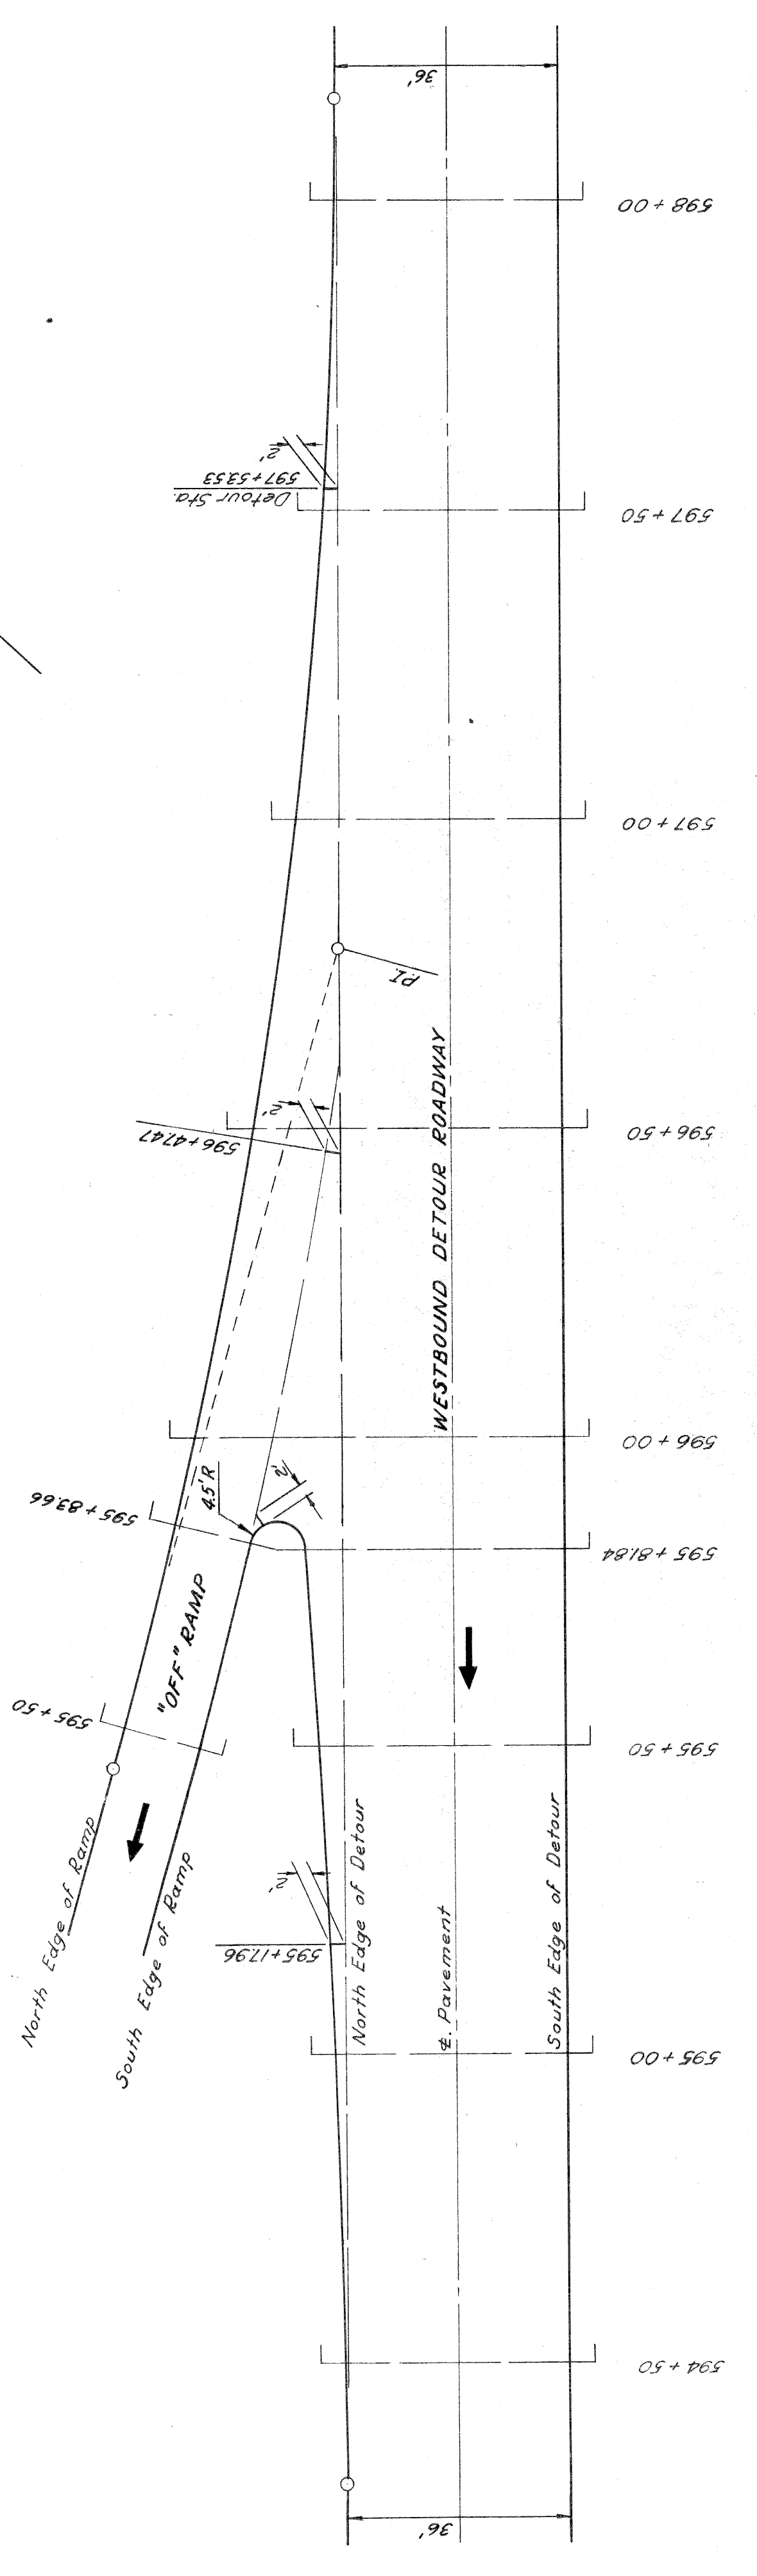 36'
598 + 00
2'
Detour Sta.
597+53.53
597 + 50
597 + 00
P.I.
596 + 50
2'
596+47.47
WESTBOUND DETOUR ROADWAY
596 + 00
4.5'R
2'
595+83.66
595 + 81.84
"OFF" RAMP
595+50
595 + 50
North Edge of Ramp
South Edge of Ramp
2'
595+17.96
North Edge of Detour
℄. Pavement
South Edge of Detour
595 + 00
594 + 50
36'